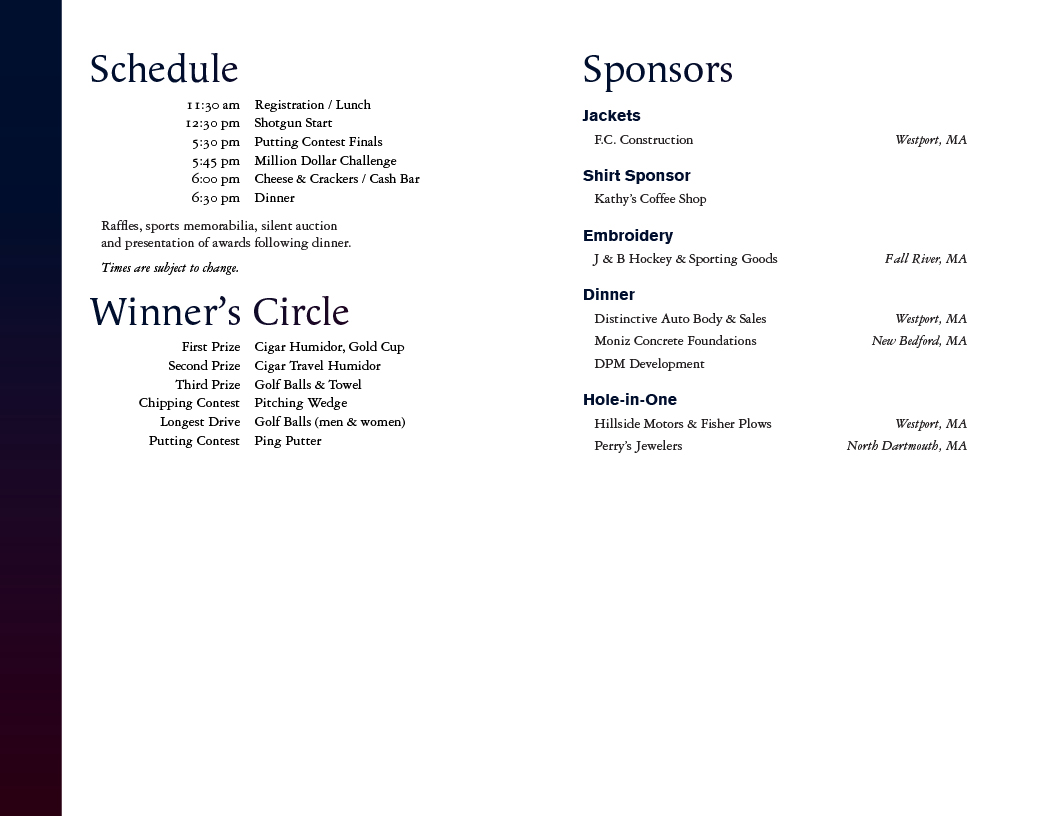 Schedule
11:30 am Registration / Lunch
12:30 pm Shotgun Start
5:30 pm Putting Contest Finals
5:45 pm Million Dollar Challenge
6:00 pm Cheese & Crackers / Cash Bar
6:30 pm Dinner
Raffles, sports memorabilia, silent auction
and presentation of awards following dinner.
Times are subject to change.
Winner’s Circle
First Prize Cigar Humidor, Gold Cup
Second Prize Cigar Travel Humidor
Third Prize Golf Balls & Towel
Chipping Contest Pitching Wedge
Longest Drive Golf Balls (men & women)
Putting Contest Ping Putter
Sponsors
Jackets
F.C. Construction Westport, MA
Shirt Sponsor
Kathy’s Coffee Shop
Embroidery
J & B Hockey & Sporting Goods Fall River, MA
Dinner
Distinctive Auto Body & Sales Westport, MA
Moniz Concrete Foundations New Bedford, MA
DPM Development
Hole-in-One
Hillside Motors & Fisher Plows Westport, MA
Perry’s Jewelers North Dartmouth, MA